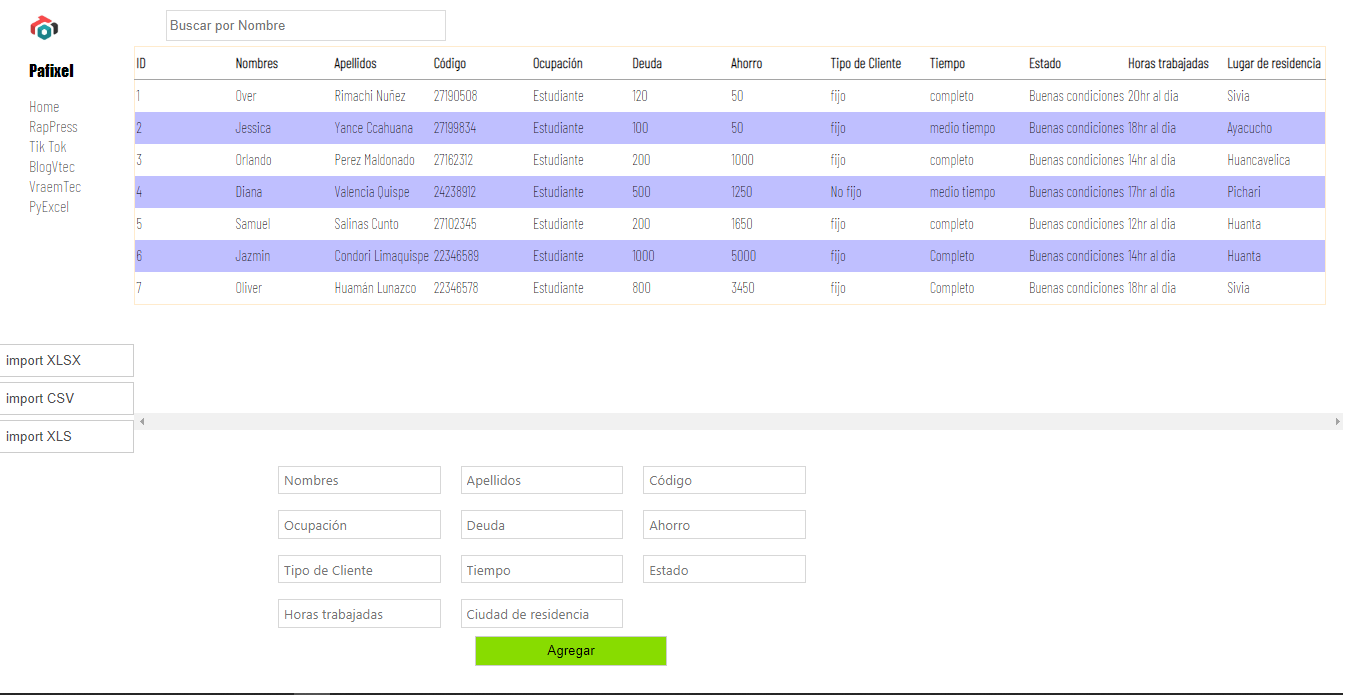 Buscar por Nombre
Pafixel
Home
RapPress
Tik Tok
BlogVtec
VraemTec
PyExcel
ID Nombres Apellidos Código Ocupación Deuda Ahorro Tipo de Cliente Tiempo Estado Horas trabajadas Lugar de residencia
1 Over Rimachi Nuñez 27190508 Estudiante 120 50 fijo completo Buenas condiciones 20hr al dia Sivia
2 Jessica Yance Ccahuana 27199834 Estudiante 100 50 fijo medio tiempo Buenas condiciones 18hr al dia Ayacucho
3 Orlando Perez Maldonado 27162312 Estudiante 200 1000 fijo completo Buenas condiciones 14hr al dia Huancavelica
4 Diana Valencia Quispe 24238912 Estudiante 500 1250 No fijo medio tiempo Buenas condiciones 17hr al dia Pichari
5 Samuel Salinas Cunto 27102345 Estudiante 200 1650 fijo completo Buenas condiciones 12hr al dia Huanta
6 Jazmin Condori Limaquispe 22346589 Estudiante 1000 5000 fijo Completo Buenas condiciones 14hr al dia Huanta
7 Oliver Huamán Lunazco 22346578 Estudiante 800 3450 fijo Completo Buenas condiciones 18hr al dia Sivia
import XLSX
import CSV
import XLS
Nombres Apellidos Código
Ocupación Deuda Ahorro
Tipo de Cliente Tiempo Estado
Horas trabajadas Ciudad de residencia
Agregar